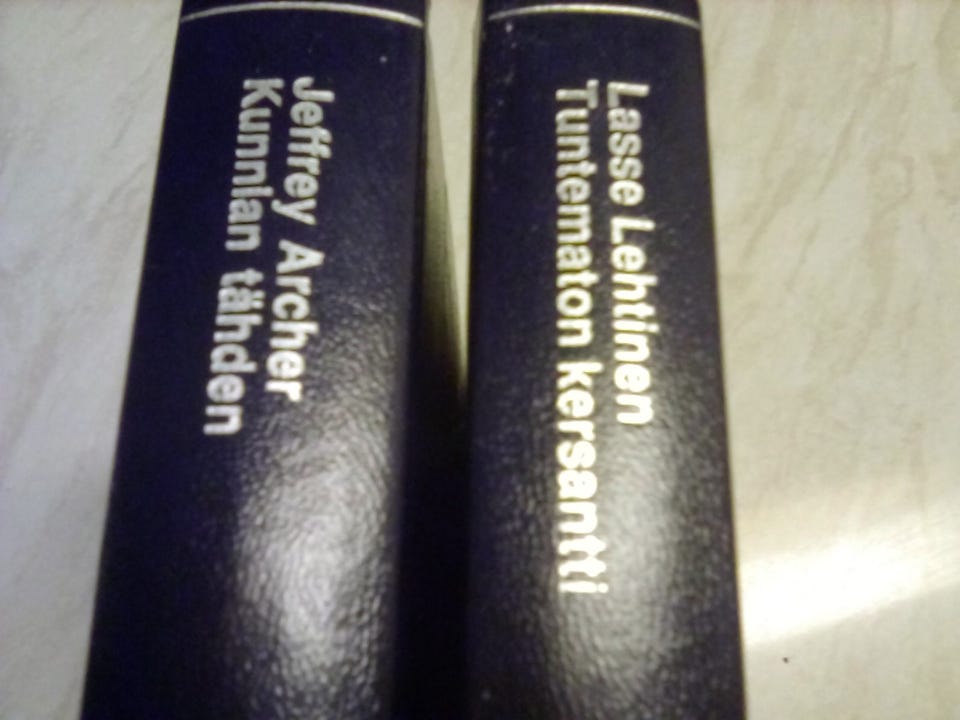 Jeffrey Archer
Kunnian tähden
Lasse Lehtinen
Tuntematon kersantti